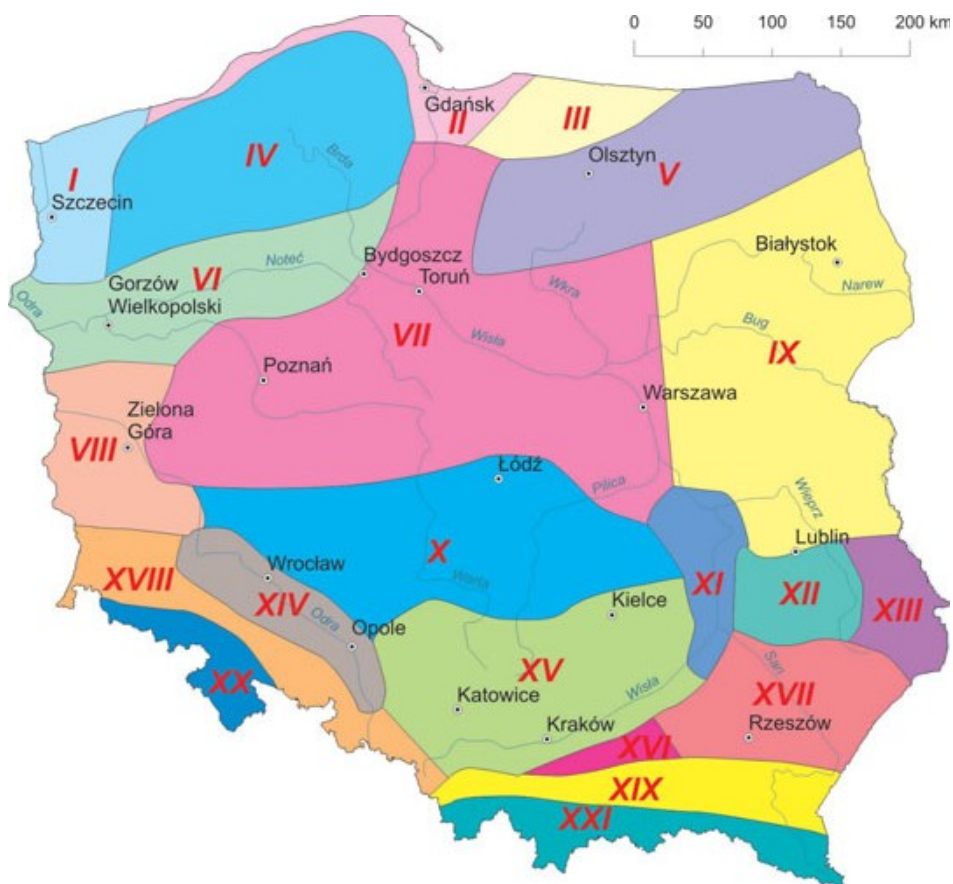 0 50 100 150 200 km
Gdańsk
II
III
IV
Brda
Olsztyn
V
I
Szczecin
Białystok
Bydgoszcz
Toruń
Noteć
VI
Gorzów
Wielkopolski
Odra
Wkra
Narew
VII
Wisła
Bug
IX
Poznań
Warszawa
Zielona
Góra
VIII
Łódź
Pilica
Wieprz
Lublin
X
Wrocław
Warta
XI
XII
XIII
XVIII
XIV
Odra
Opole
Kielce
San
XX
XV
Katowice
Wisła
Kraków
XVII
Rzeszów
XVI
XIX
XXI